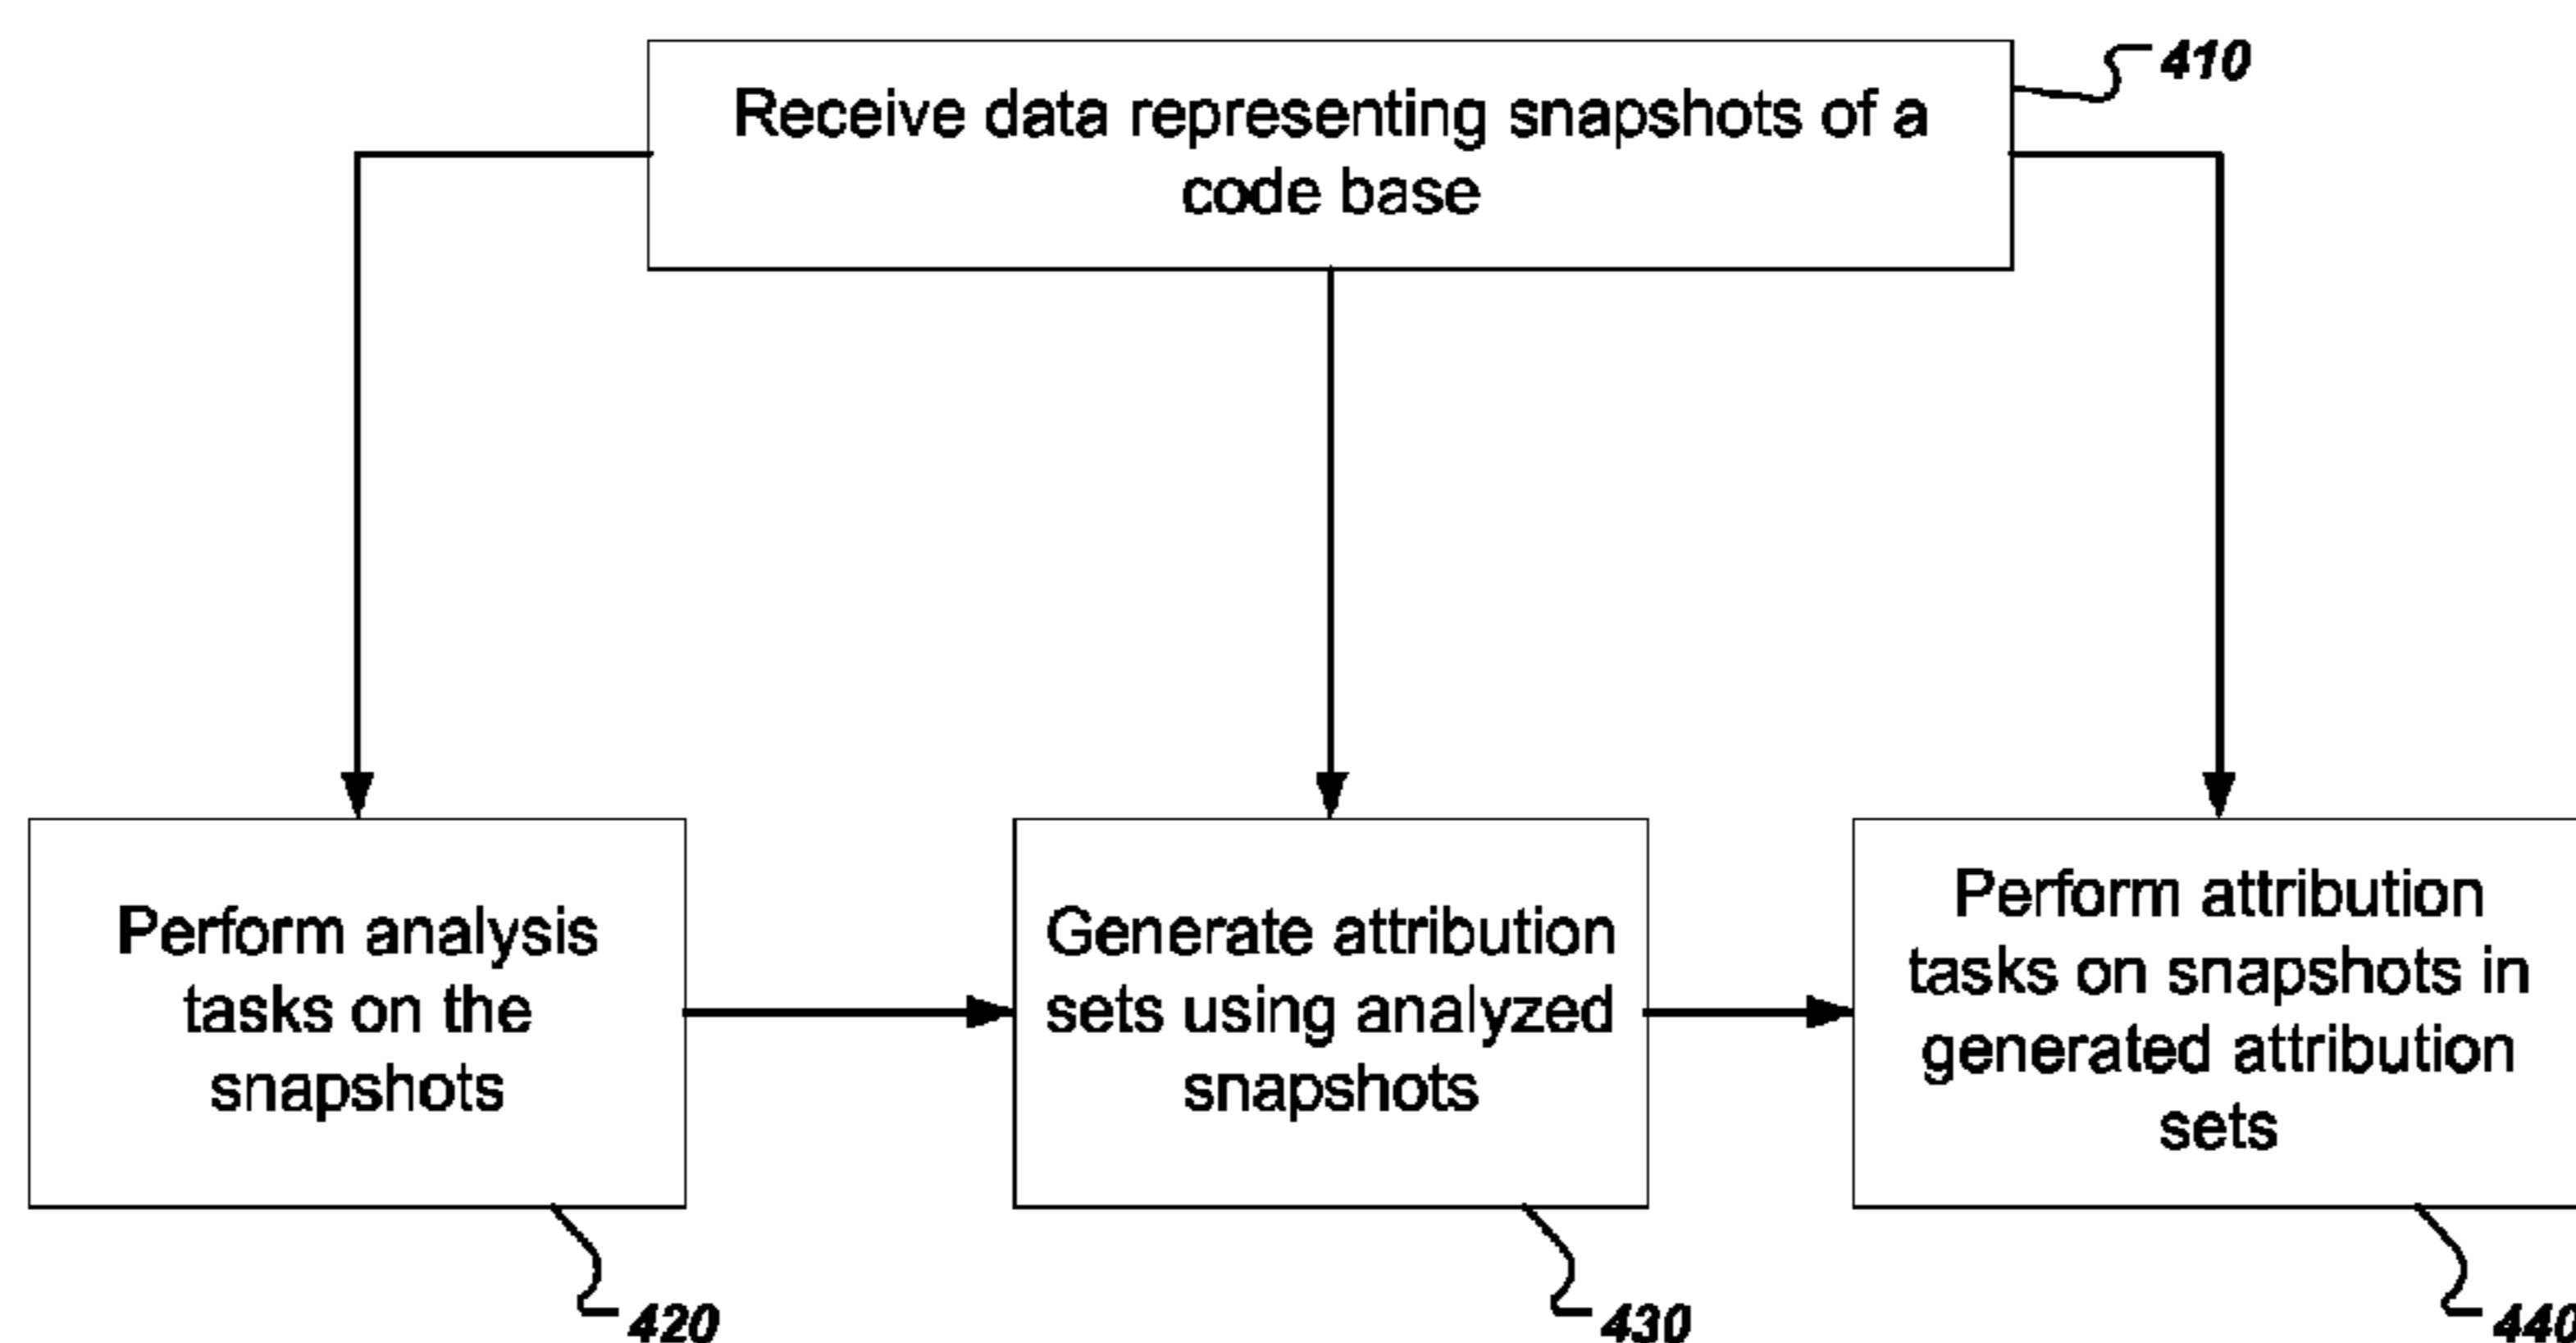 410
Receive data representing snapshots of a
code base
Perform analysis
tasks on the
snapshots
Generate attribution
sets using analyzed
snapshots
Perform attribution
tasks on snapshots in
generated attribution
sets
420
430
440